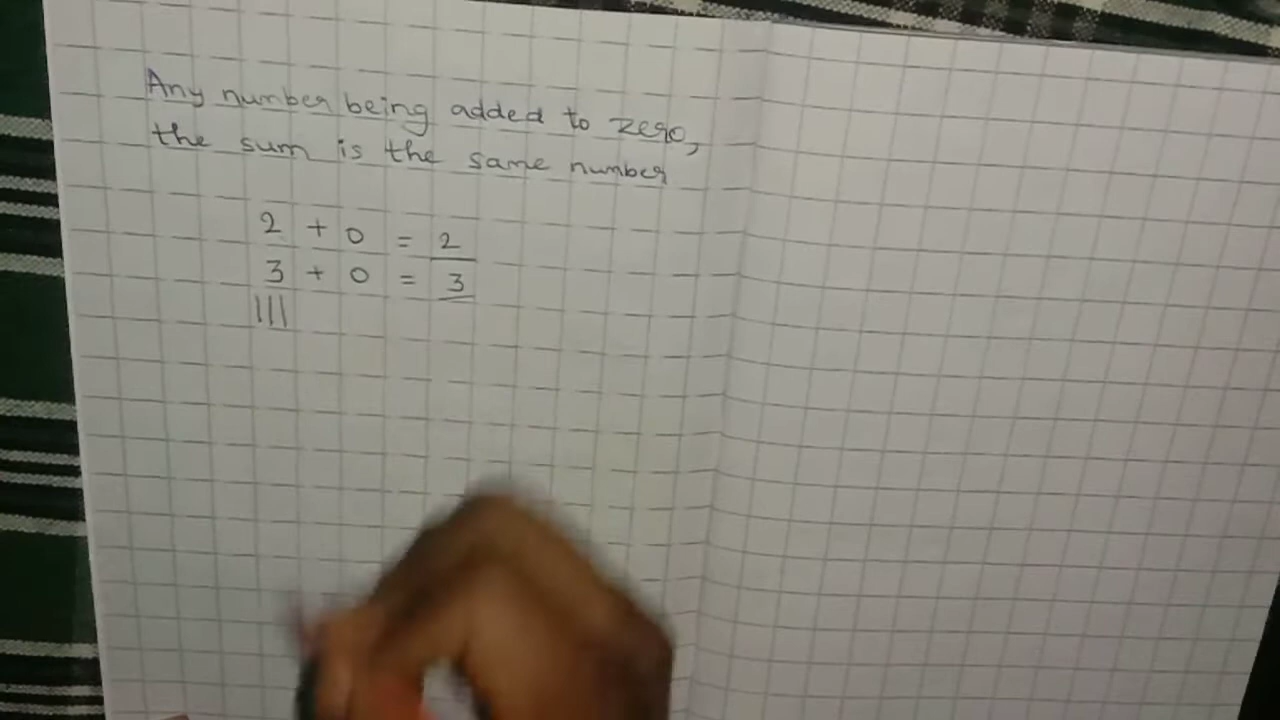 Any number being added to zero,
the sum is the same number
2 + 0 = 2
3 + 0 = 3
|||